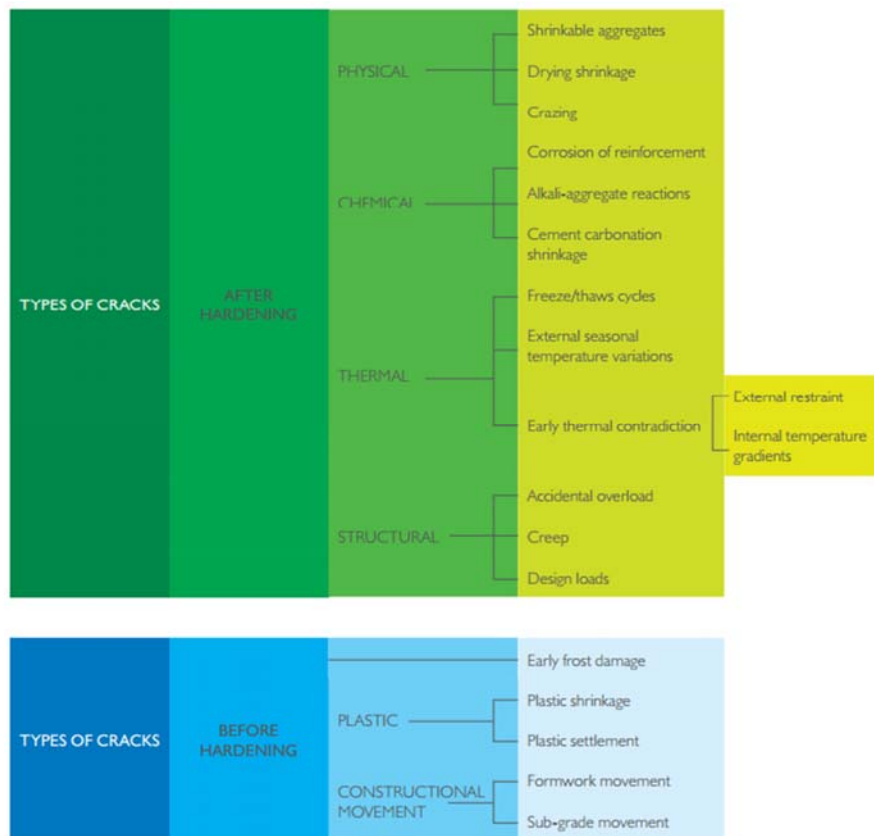 TYPES OF CRACKS
AFTER
HARDENING
PHYSICAL
Shrinkable aggregates
Drying shrinkage
Crazing
CHEMICAL
Corrosion of reinforcement
Alkali-aggregate reactions
Cement carbonation
shrinkage
THERMAL
Freeze/thaws cycles
External seasonal
temperature variations
Early thermal contradiction
External restraint
Internal temperature
gradients
STRUCTURAL
Accidental overload
Creep
Design loads
TYPES OF CRACKS
BEFORE
HARDENING
Early frost damage
PLASTIC
Plastic shrinkage
Plastic settlement
CONSTRUCTIONAL
MOVEMENT
Formwork movement
Sub-grade movement